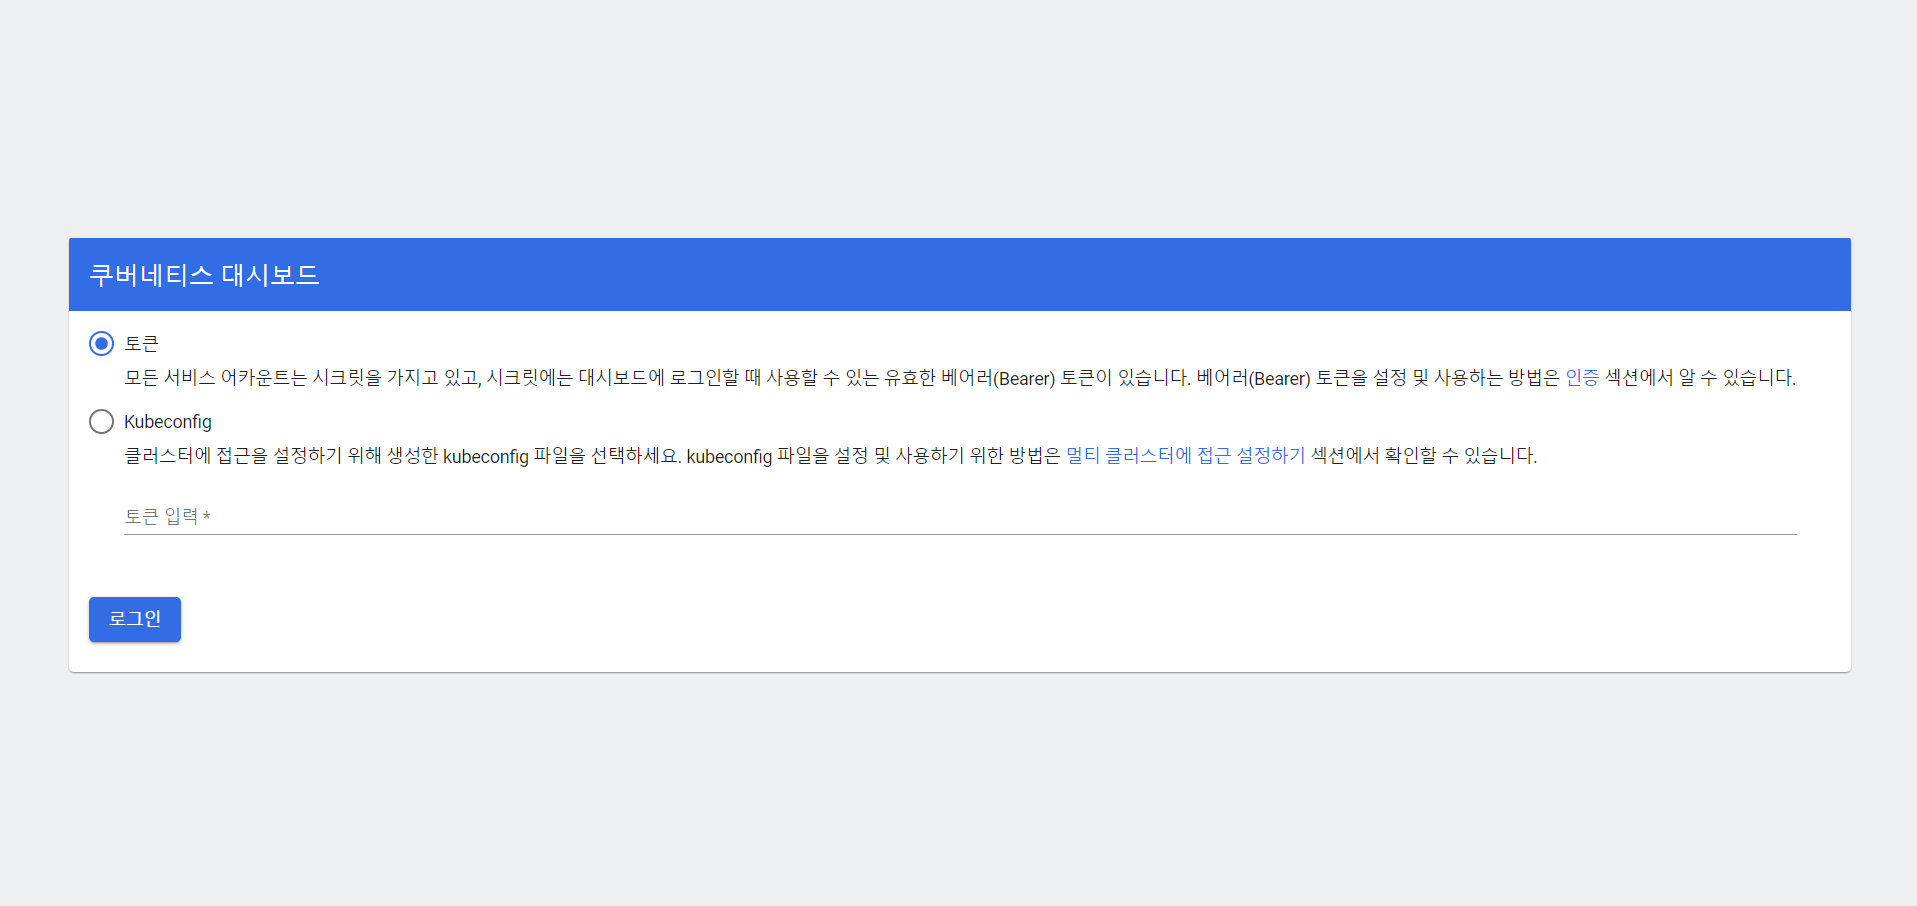 쿠버네티스 대시보드
토큰
모든 서비스 어카운트는 시크릿을 가지고 있고, 시크릿에는 대시보드에 로그인할 때 사용할 수 있는 유효한 베어러(Bearer) 토큰이 있습니다. 베어러(Bearer) 토큰을 설정 및 사용하는 방법은 인증 섹션에서 알 수 있습니다.
Kubeconfig
클러스터에 접근을 설정하기 위해 생성한 kubeconfig 파일을 선택하세요. kubeconfig 파일을 설정 및 사용하기 위한 방법은 멀티 클러스터에 접근 설정하기 섹션에서 확인할 수 있습니다.
토큰 입력 *
로그인